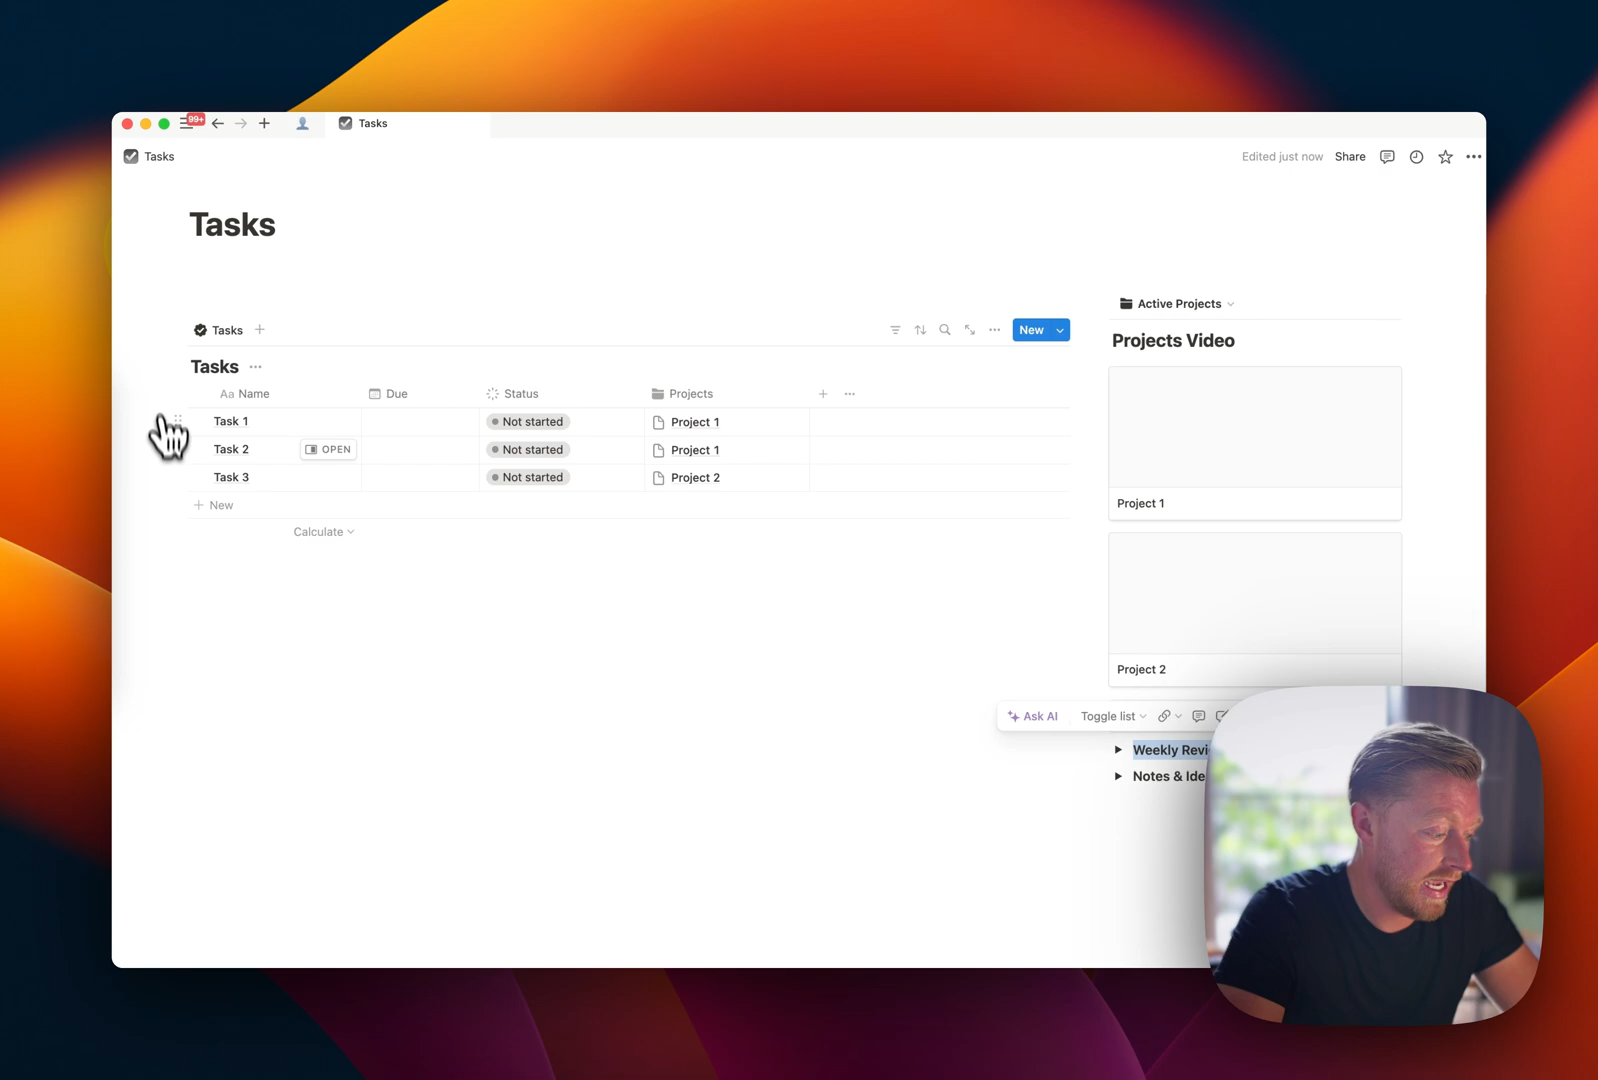 99+
Tasks
Tasks
Edited just now Share
Tasks
Active Projects
Tasks
New
Projects Video
Tasks
Aa Name Due Status Projects
Task 1 Not started Project 1
Task 2 OPEN Not started Project 1
Task 3 Not started Project 2
New
Calculate
Project 1
Project 2
Ask AI Toggle list
Weekly Revi
Notes & Ide